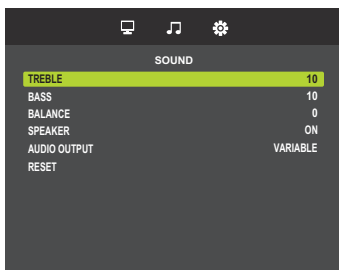 SOUND
TREBLE 10
BASS 10
BALANCE 0
SPEAKER ON
AUDIO OUTPUT VARIABLE
RESET